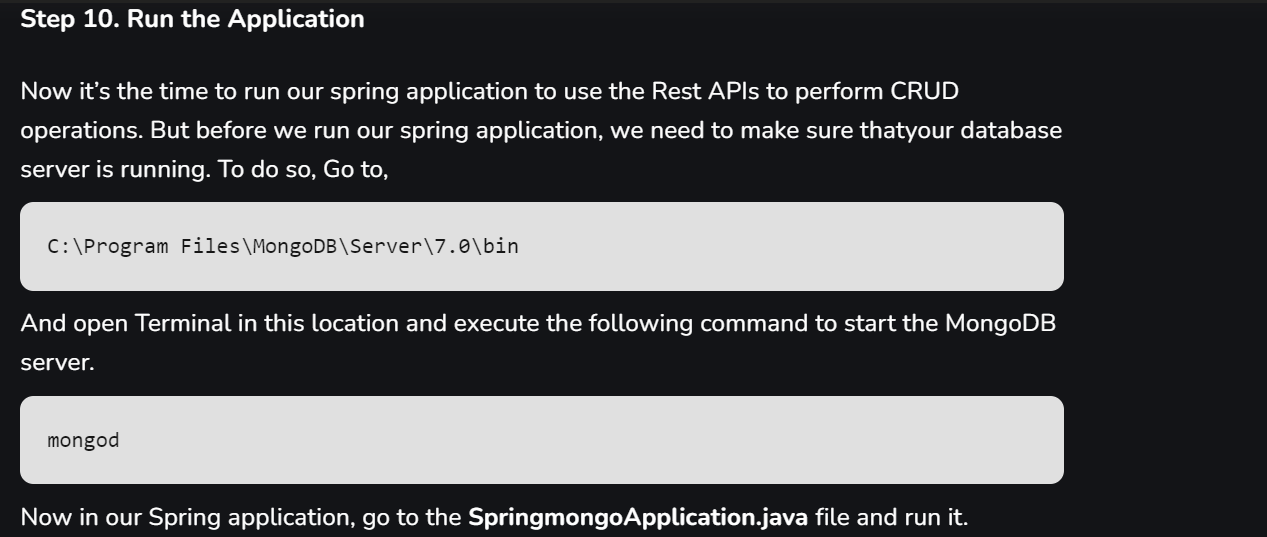 Step 10. Run the Application
Now it’s the time to run our spring application to use the Rest APIs to perform CRUD
operations. But before we run our spring application, we need to make sure thatyour database
server is running. To do so, Go to,
C:\Program Files\MongoDB\Server\7.0\bin
And open Terminal in this location and execute the following command to start the MongoDB
server.
mongod
Now in our Spring application, go to the SpringmongoApplication.java file and run it.